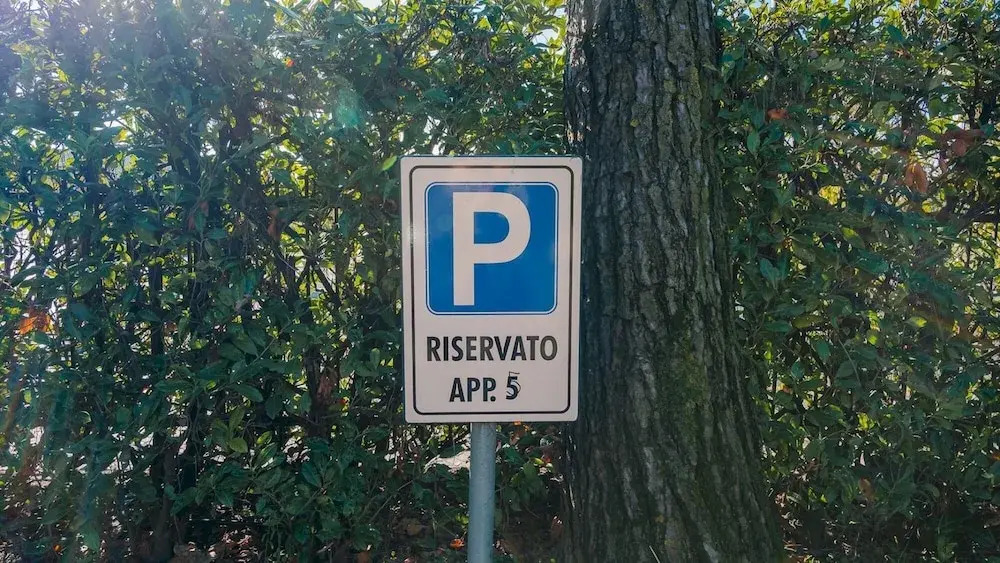 P
RISERVATO
APP. 5